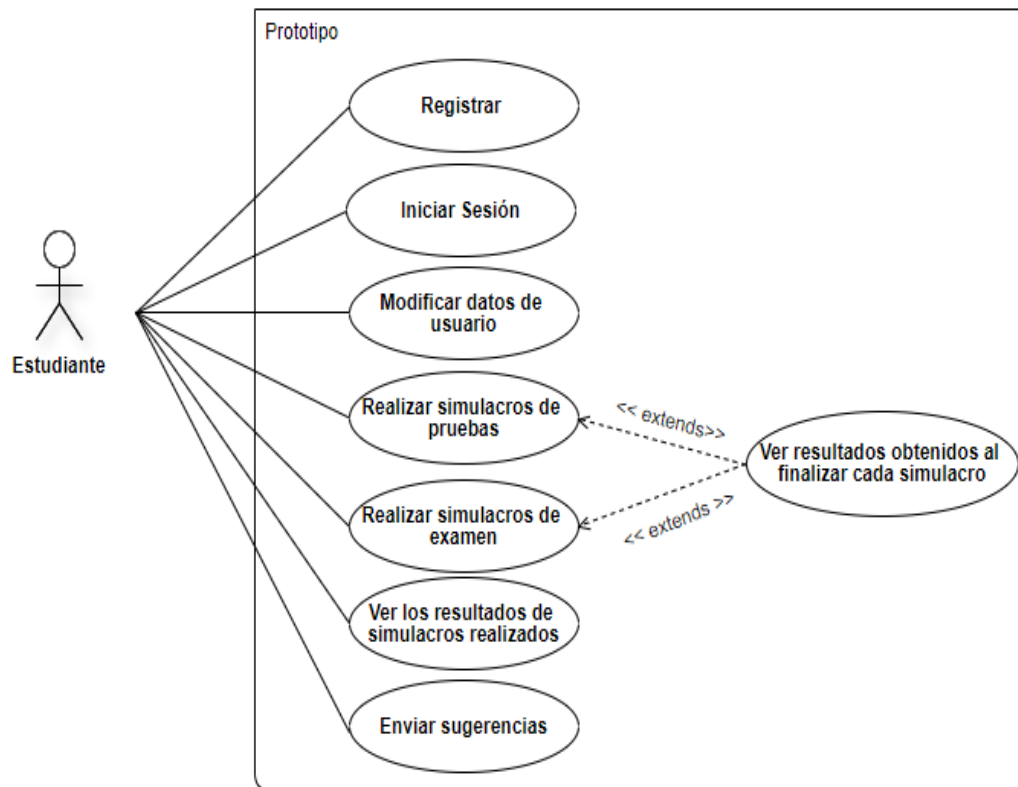 Prototipo
Registrar
Iniciar Sesión
Modificar datos de
usuario
Estudiante
Realizar simulacros de
pruebas
<< extends>>
Ver resultados obtenidos al
finalizar cada simulacro
Realizar simulacros de
examen
<< extends >>
Ver los resultados de
simulacros realizados
Enviar sugerencias